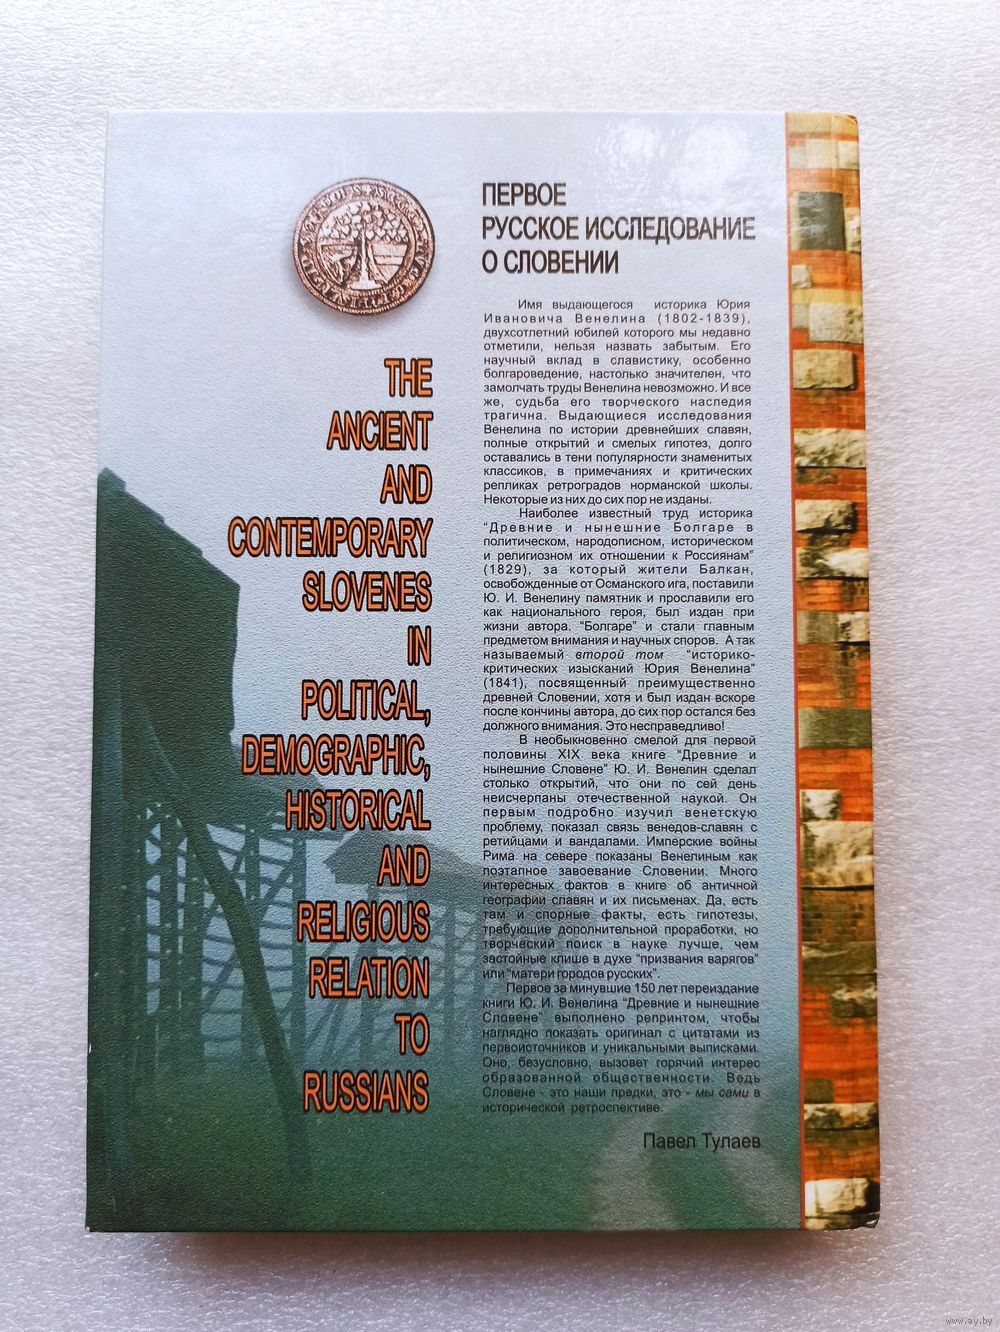 THE
ANCIENT
AND
CONTEMPORARY
SLOVENES
IN
POLITICAL,
DEMOGRAPHIC,
HISTORICAL
AND
RELIGIOUS
RELATION
TO
RUSSIANS
ПЕРВОЕ
РУССКОЕ ИССЛЕДОВАНИЕ
О СЛОВЕНИИ
Имя выдающегося историка Юрия
Ивановича Венелина (1802-1839),
двухсотлетний юбилей которого мы недавно
отметили, нельзя назвать забытым. Его
научный вклад в славистику, особенно
болгароведение, настолько значителен, что
замолчать труды Венелина невозможно. И все
же, судьба его творческого наследия
трагична. Выдающиеся исследования
Венелина по истории древнейших славян,
полные открытий и смелых гипотез, долго
оставались в тени популярности знаменитых
классиков, в примечаниях и критических
репликах ретроградов норманской школы.
Некоторые из них до сих пор не изданы.
Наиболее известный труд историка
“Древние и нынешние Болгаре в
политическом, народописном, историческом
и религиозном их отношении к Россиянам”
(1829), за который жители Балкан,
освобожденные от Османского ига, поставили
Ю. И. Венелину памятник и прославили его
как национального героя, был издан при
жизни автора. “Болгаре” и стали главным
предметом внимания и научных споров. А так
называемый второй том “историко-
критических изысканий Юрия Венелина”
(1841), посвященный преимущественно
древней Словении, хотя и был издан вскоре
после кончины автора, до сих пор остался без
должного внимания. Это несправедливо!
В необыкновенно смелой для первой
половины XIX века книге “Древние и
нынешние Словене” Ю. И. Венелин сделал
столько открытий, что они по сей день
неисчерпаны отечественной наукой. Он
первым подробно изучил венетскую
проблему, показал связь венедов-славян с
ретийцами и вандалами. Имперские войны
Рима на севере показаны Венелиным как
поэтапное завоевание Словении. Много
интересных фактов в книге об античной
географии славян и их письменах. Да, есть
там и спорные факты, есть гипотезы,
требующие дополнительной проработки, но
творческий поиск в науке лучше, чем
застойные клише в духе “призвания варягов”
или “матери городов русских”.
Первое за минувшие 150 лет переиздание
книги Ю. И. Венелина “Древние и нынешние
Словене” выполнено репринтом, чтобы
наглядно показать оригинал с цитатами из
первоисточников и уникальными выписками.
Оно, безусловно, вызовет горячий интерес
образованной общественности. Ведь
Словене - это наши предки, это - мы сами в
исторической ретроспективе.
Павел Тулаев
www.ay.by